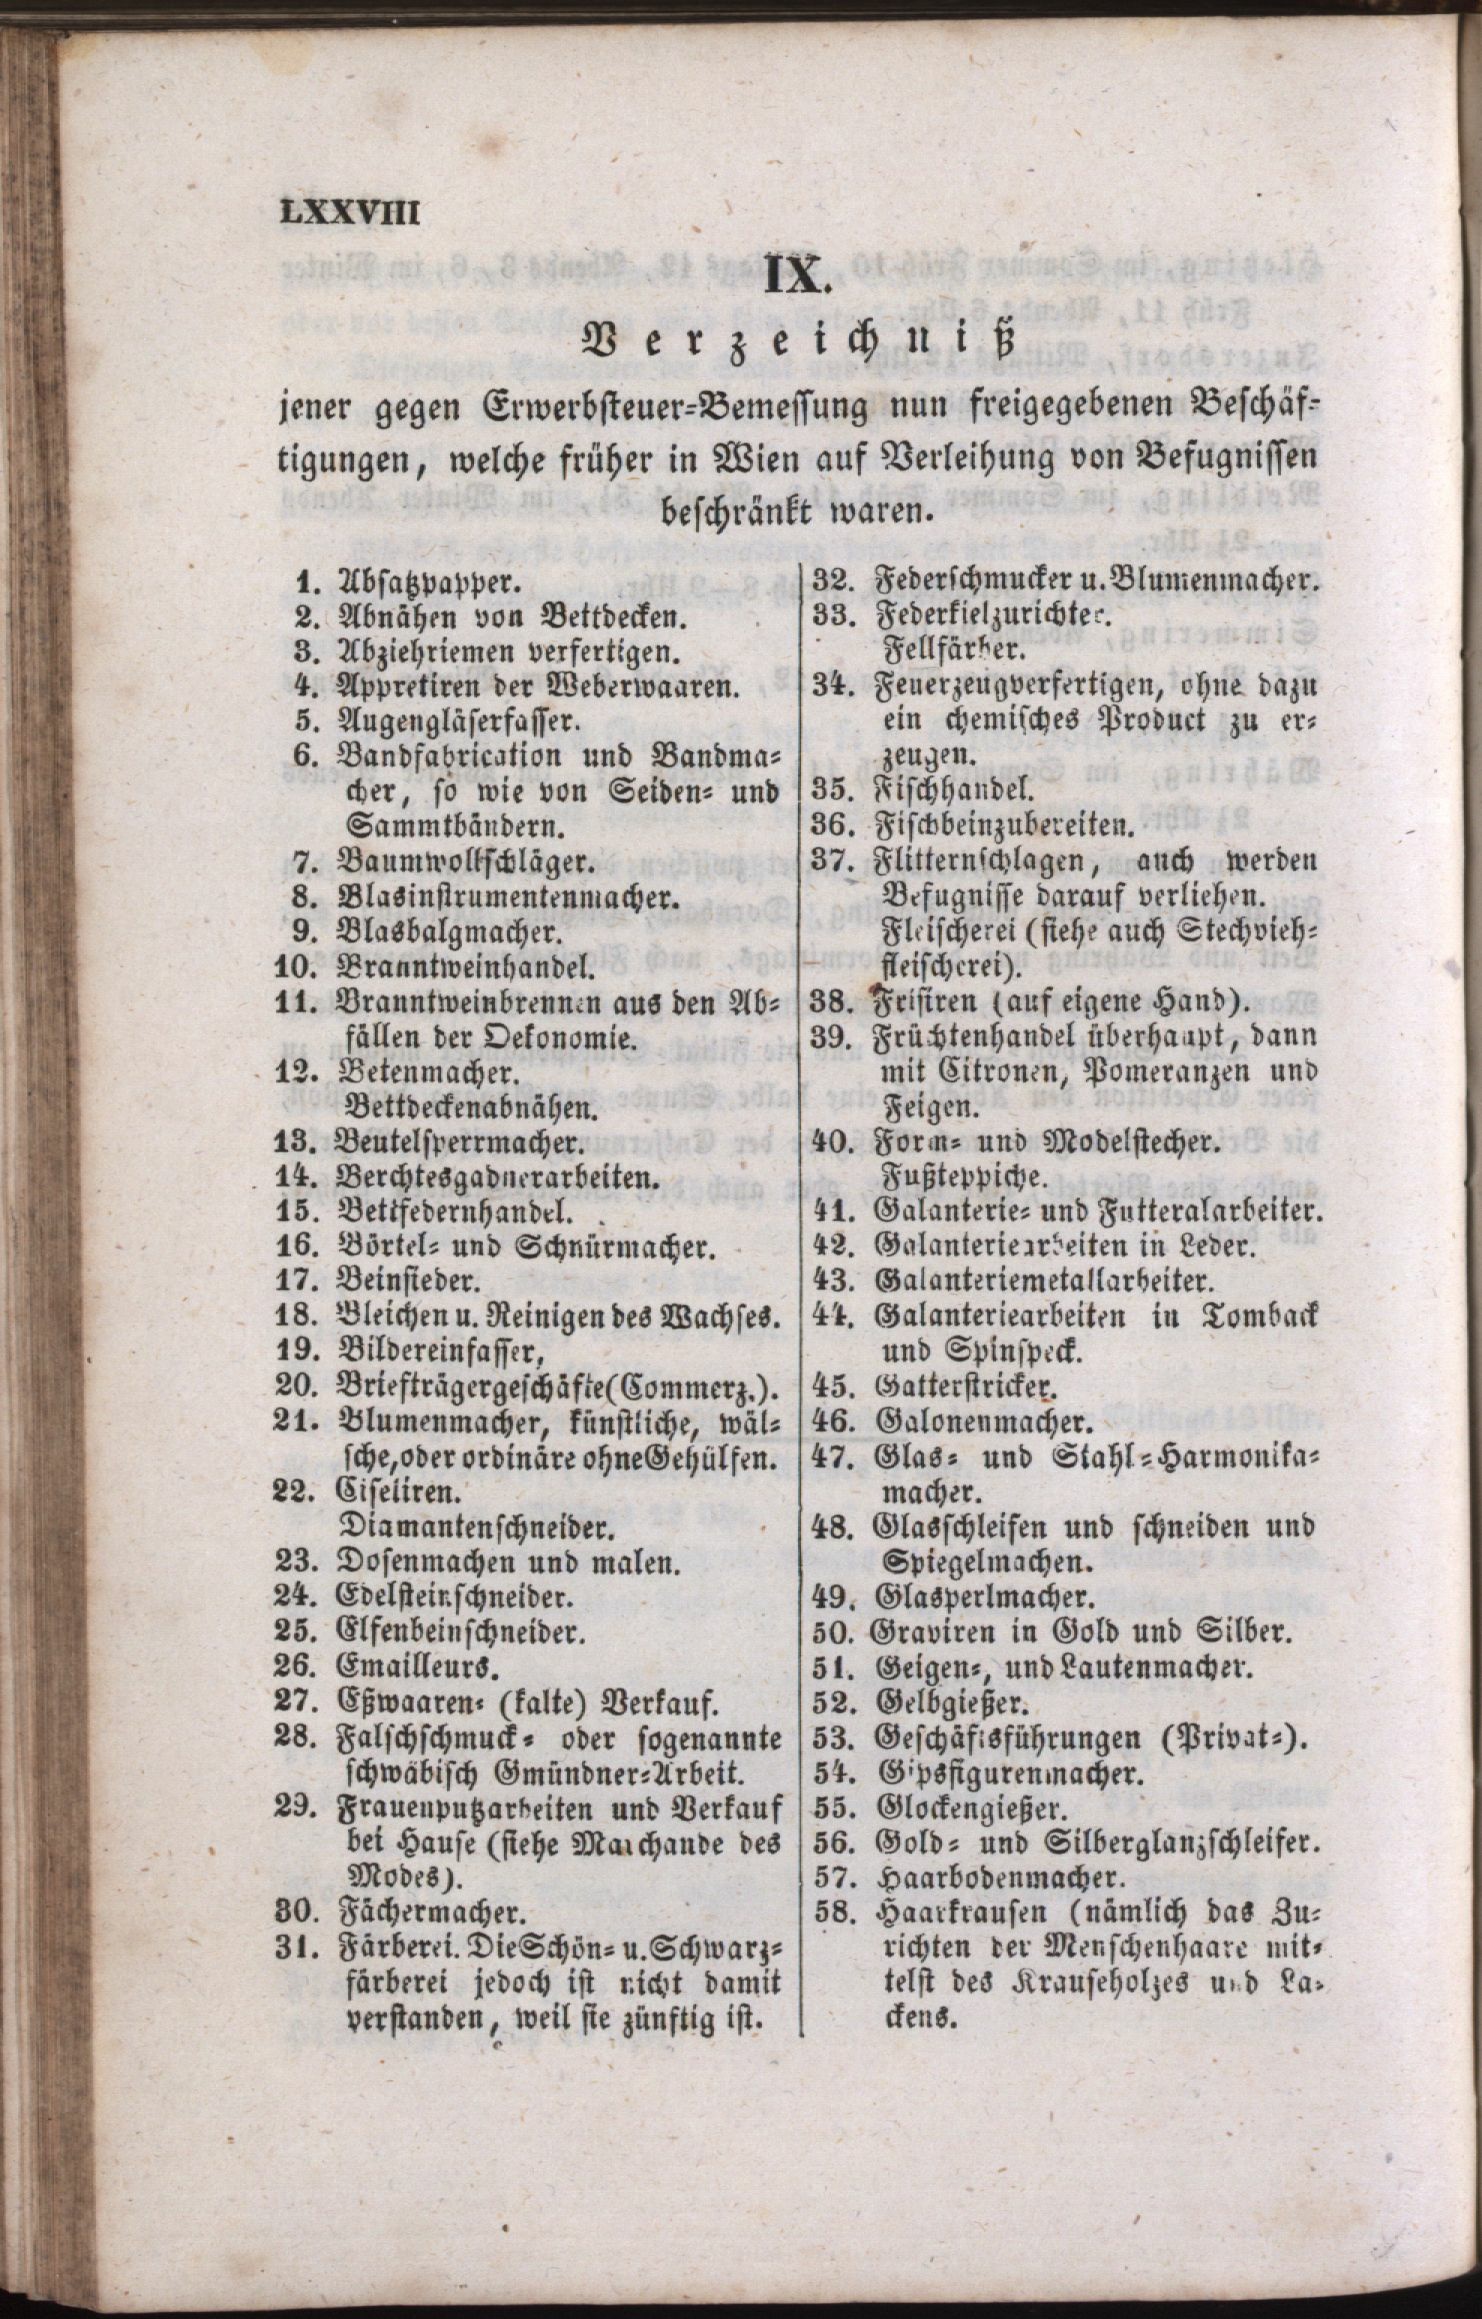 LXXVIII
IX.
Verzeichniß
jener gegen Erwerbsteuer-Bemessung nun freigegebenen Beschäf-
tigungen, welche früher in Wien auf Verleihung von Befugnissen
beschränkt waren.
1. Absatzpapper.
2. Abnähen von Bettdecken.
3. Abziehriemen verfertigen.
4. Appretiren der Weberwaaren.
5. Augengläserfasser.
6. Bandfabrication und Bandma-
cher, so wie von Seiden- und
Sammtbändern.
7. Baumwollschläger.
8. Blasinstrumentenmacher.
9. Blasbalgmacher.
10. Branntweinhandel.
11. Branntweinbrennen aus den Ab-
fällen der Oekonomie.
12. Betenmacher.
Bettdeckenabnähen.
13. Beutelsperrmacher.
14. Berchtesgadnerarbeiten.
15. Bettfedernhandel.
16. Börtel- und Schnürmacher.
17. Beinsieder.
18. Bleichen u. Reinigen des Wachses.
19. Bildereinfasser,
20. Briefträgergeschäfte (Commerz.).
21. Blumenmacher, künstliche, wäl-
sche, oder ordinäre ohne Gehülfen.
22. Ciseliren.
Diamantenschneider.
23. Dosenmachen und malen.
24. Edelsteinschneider.
25. Elfenbeinschneider.
26. Emailleurs.
27. Eßwaaren- (kalte) Verkauf.
28. Falschschmuck- oder sogenannte
schwäbisch Gmündner-Arbeit.
29. Frauenputzarbeiten und Verkauf
bei Hause (siehe Marchande des
Modes).
30. Fächermacher.
31. Färberei. Die Schön- u. Schwarz-
färberei jedoch ist nicht damit
verstanden, weil sie zünftig ist.
32. Federschmucker u. Blumenmacher.
33. Federkielzurichter.
Fellfärber.
34. Feuerzeugverfertigen, ohne dazu
ein chemisches Product zu er-
zeugen.
35. Fischhandel.
36. Fischbeinzubereiten.
37. Flitternschlagen, auch werden
Befugnisse darauf verliehen.
Fleischerei (siehe auch Stechvieh-
fleischerei).
38. Frisiren (auf eigene Hand).
39. Früchtenhandel überhaupt, dann
mit Citronen, Pomeranzen und
Feigen.
40. Form- und Modelstecher.
Fußteppiche.
41. Galanterie- und Futteralarbeiter.
42. Galanteriearbeiten in Leder.
43. Galanteriemetallarbeiter.
44. Galanteriearbeiten in Tomback
und Spinspeck.
45. Gatterstricker.
46. Galonenmacher.
47. Glas- und Stahl-Harmonika-
macher.
48. Glasschleifen und schneiden und
Spiegelmachen.
49. Glasperlmacher.
50. Graviren in Gold und Silber.
51. Geigen-, und Lautenmacher.
52. Gelbgießer.
53. Geschäftsführungen (Privat-).
54. Gipsfigurenmacher.
55. Glockengießer.
56. Gold- und Silberglanzschleifer.
57. Haarbodenmacher.
58. Haarkrausen (nämlich das Zu-
richten der Menschenhaare mit-
telst des Krauseholzes und La-
ckens.